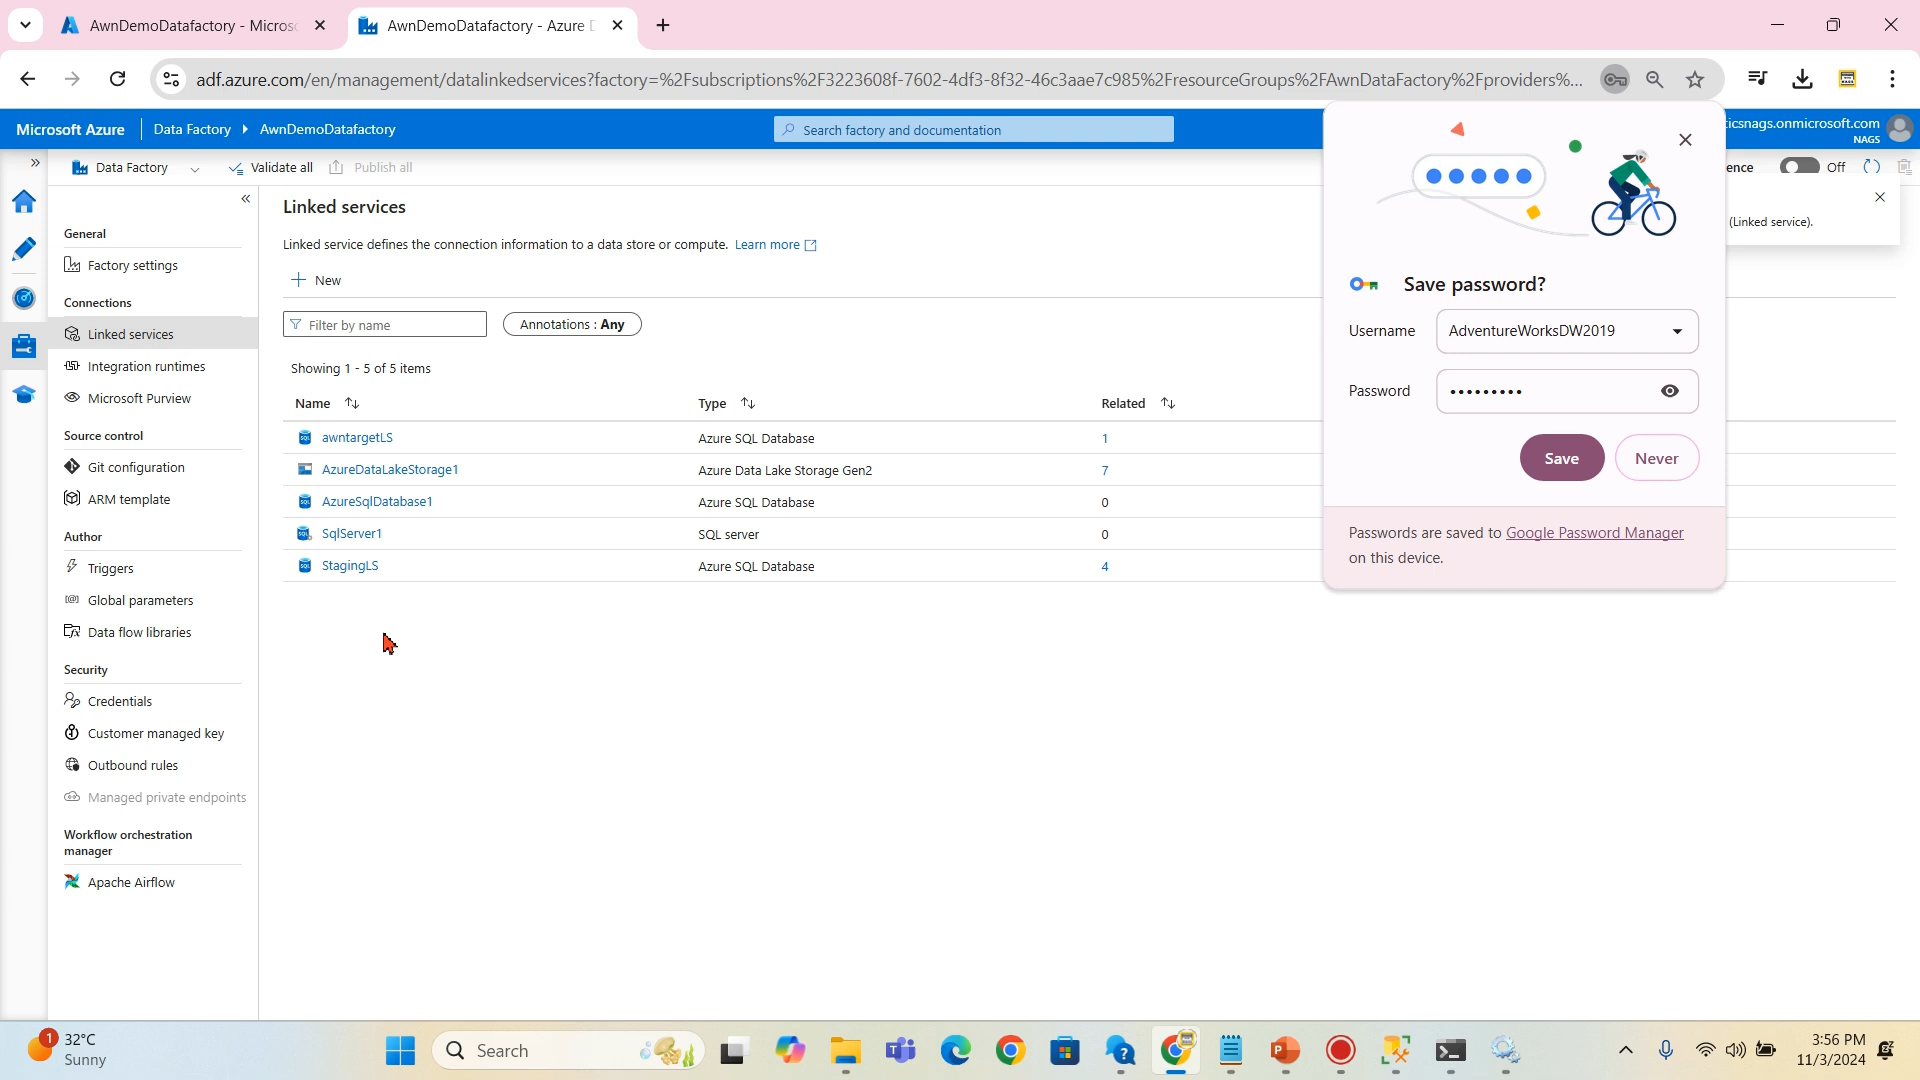 AwnDemoDatafactory - Micros
AwnDemoDatafactory - Azure D
adf.azure.com/en/management/datalinkedservices?factory=%2Fsubscriptions%2F3223608f-7602-4df3-8f32-46c3aae7c985%2FresourceGroups%2FAwnDataFactory%2Fproviders%...
Microsoft Azure
Data Factory
AwnDemoDatafactory
Search factory and documentation
icsnags.onmicrosoft.com
NAGS
Data Factory
Validate all
Publish all
ence
Off
(Linked service).
General
Factory settings
Connections
Linked services
Integration runtimes
Microsoft Purview
Source control
Git configuration
ARM template
Author
Triggers
Global parameters
Data flow libraries
Security
Credentials
Customer managed key
Outbound rules
Managed private endpoints
Workflow orchestration
manager
Apache Airflow
Linked services
Linked service defines the connection information to a data store or compute. Learn more
New
Filter by name
Annotations : Any
Showing 1 - 5 of 5 items
Name Type Related
awntargetLS Azure SQL Database 1
AzureDataLakeStorage1 Azure Data Lake Storage Gen2 7
AzureSqlDatabase1 Azure SQL Database 0
SqlServer1 SQL server 0
StagingLS Azure SQL Database 4
Save password?
Username AdventureWorksDW2019
Password •••••••••
Save Never
Passwords are saved to Google Password Manager
on this device.
1
32°C
Sunny
Search
3:56 PM
11/3/2024